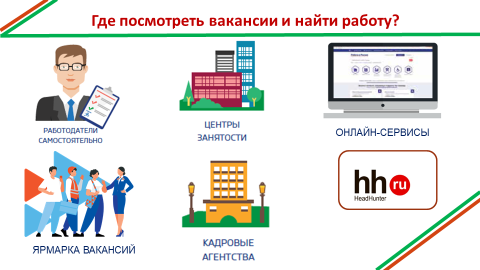 Где посмотреть вакансии и найти работу?
РАБОТОДАТЕЛИ
САМОСТОЯТЕЛЬНО
ЦЕНТРЫ
ЗАНЯТОСТИ
ОНЛАЙН-СЕРВИСЫ
ЯРМАРКА ВАКАНСИЙ
КАДРОВЫЕ
АГЕНТСТВА
hh ru
HeadHunter